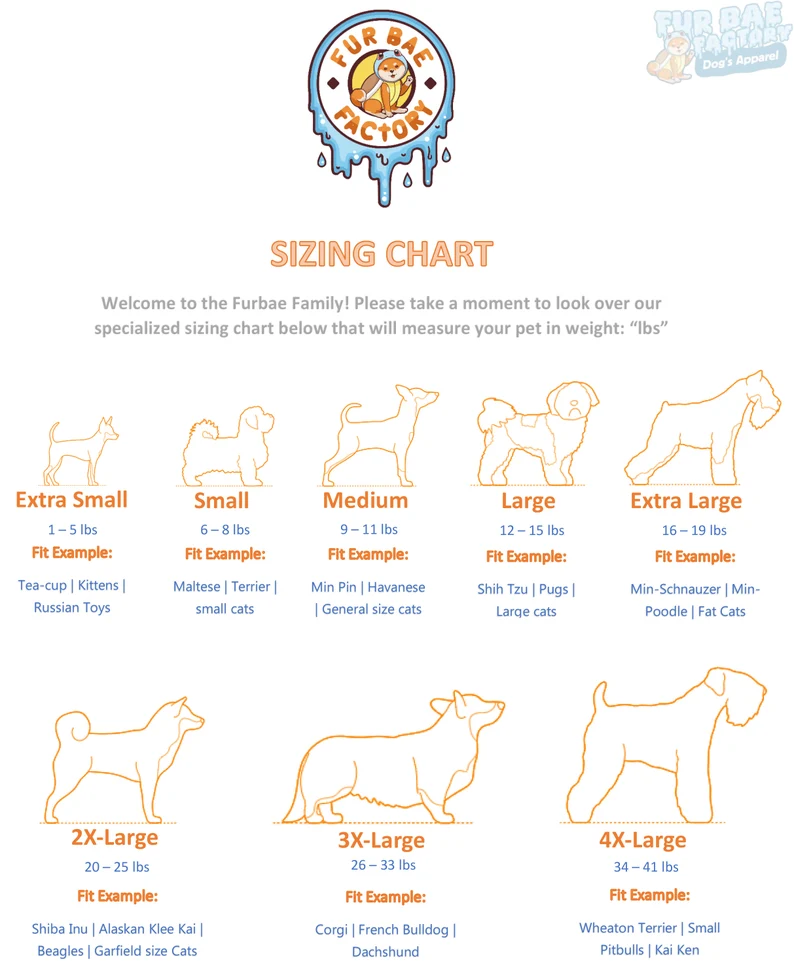 FUR BAE
FACTORY
FUR BAE
FACTORY
Dog's Apparel
SIZING CHART
Welcome to the Furbae Family! Please take a moment to look over our
specialized sizing chart below that will measure your pet in weight: “lbs”
Extra Small
1 – 5 lbs
Fit Example:
Tea-cup | Kittens |
Russian Toys
Small
6 – 8 lbs
Fit Example:
Maltese | Terrier |
small cats
Medium
9 – 11 lbs
Fit Example:
Min Pin | Havanese
| General size cats
Large
12 – 15 lbs
Fit Example:
Shih Tzu | Pugs |
Large cats
Extra Large
16 – 19 lbs
Fit Example:
Min-Schnauzer | Min-
Poodle | Fat Cats
2X-Large
20 – 25 lbs
Fit Example:
Shiba Inu | Alaskan Klee Kai |
Beagles | Garfield size Cats
3X-Large
26 – 33 lbs
Fit Example:
Corgi | French Bulldog |
Dachshund
4X-Large
34 – 41 lbs
Fit Example:
Wheaton Terrier | Small
Pitbulls | Kai Ken